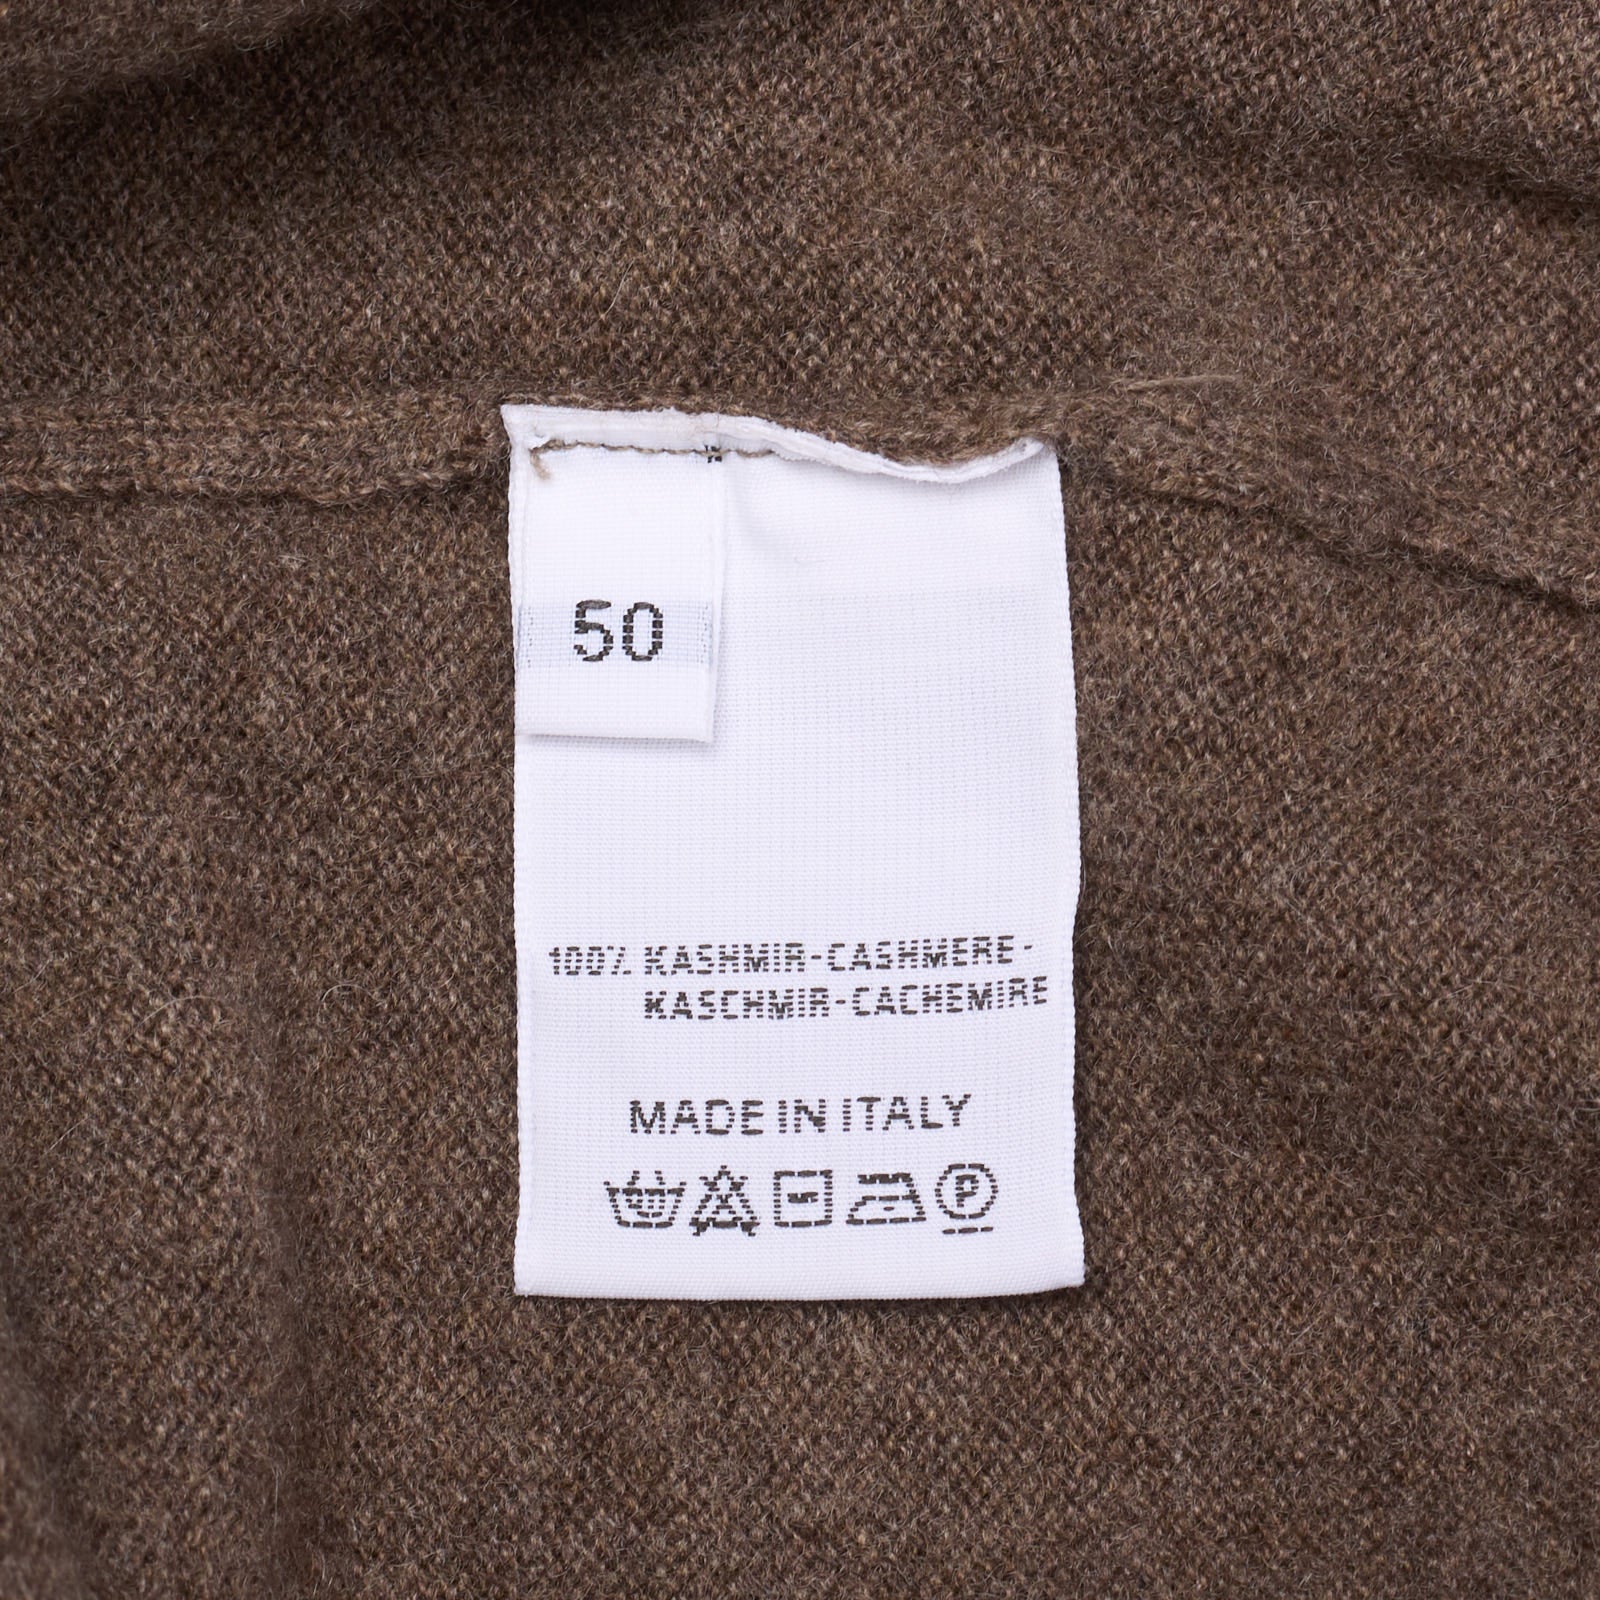 50
100% KASHMIR-CASHMERE-
KASCHMIR-CACHEMIRE
MADE IN ITALY
P